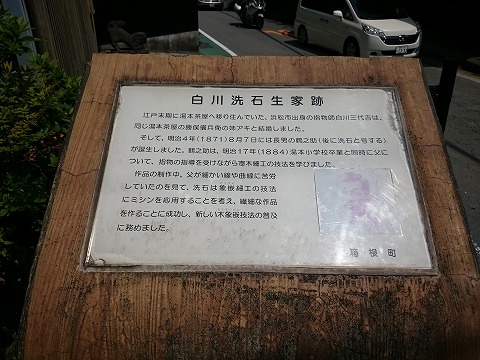 白川洗石生家跡
江戸末期に湯本茶屋へ移り住んでいた、浜松市出身の指物師白川三代吉は、
同じ湯本茶屋の勝俣儀兵衛の姉アキと結婚しました。
そして、明治4年(1871)8月7日には長男の鶴之助(後に洗石と号する)
が誕生しました。鶴之助は、明治17年(1884)湯本小学校卒業と同時に父に
ついて、指物の指導を受けながら寄木細工の技法を学びました。
作品の制作中、父が細かい線や曲線に苦労
していたのを見て、洗石は象嵌細工の技法
にミシンを応用することを考え、繊細な作品
を作ることに成功し、新しい木象嵌技法の普及
に努めました。
箱根町